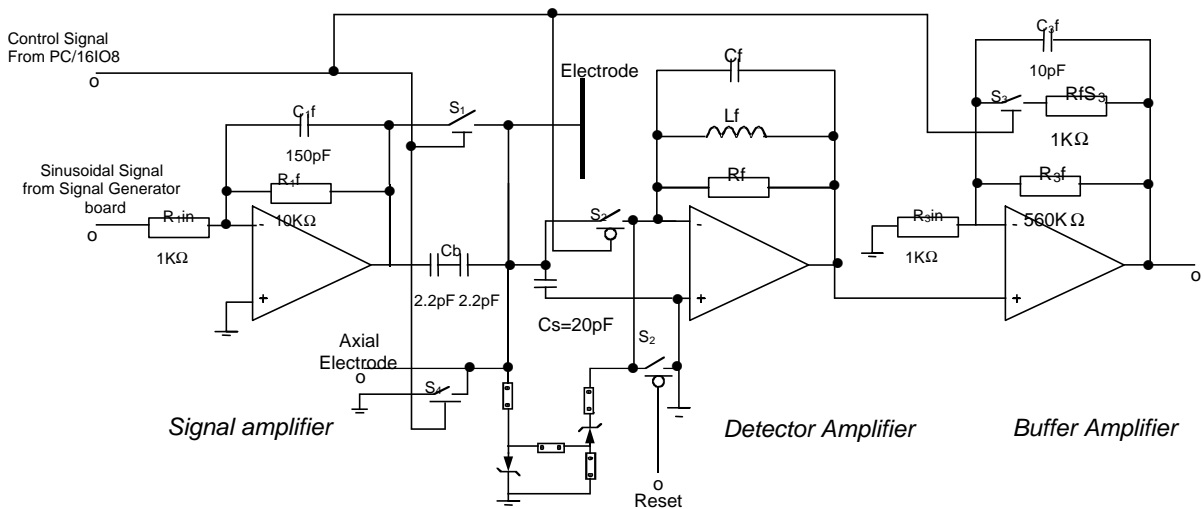 Control Signal
From PC/16IO8
o
Sinusoidal Signal
from Signal Generator
board
o
R1in
1KΩ
C1f
150pF
R1f
10KΩ
-
+
S1
Electrode
Cb
2.2pF 2.2pF
Axial
Electrode
o
S4
Signal amplifier
S2
Cs=20pF
S2
o
Reset
Cf
Lf
Rf
-
+
Detector Amplifier
C3f
10pF
S3
RfS3
1KΩ
R3f
560KΩ
R3in
1KΩ
-
+
o
Buffer Amplifier